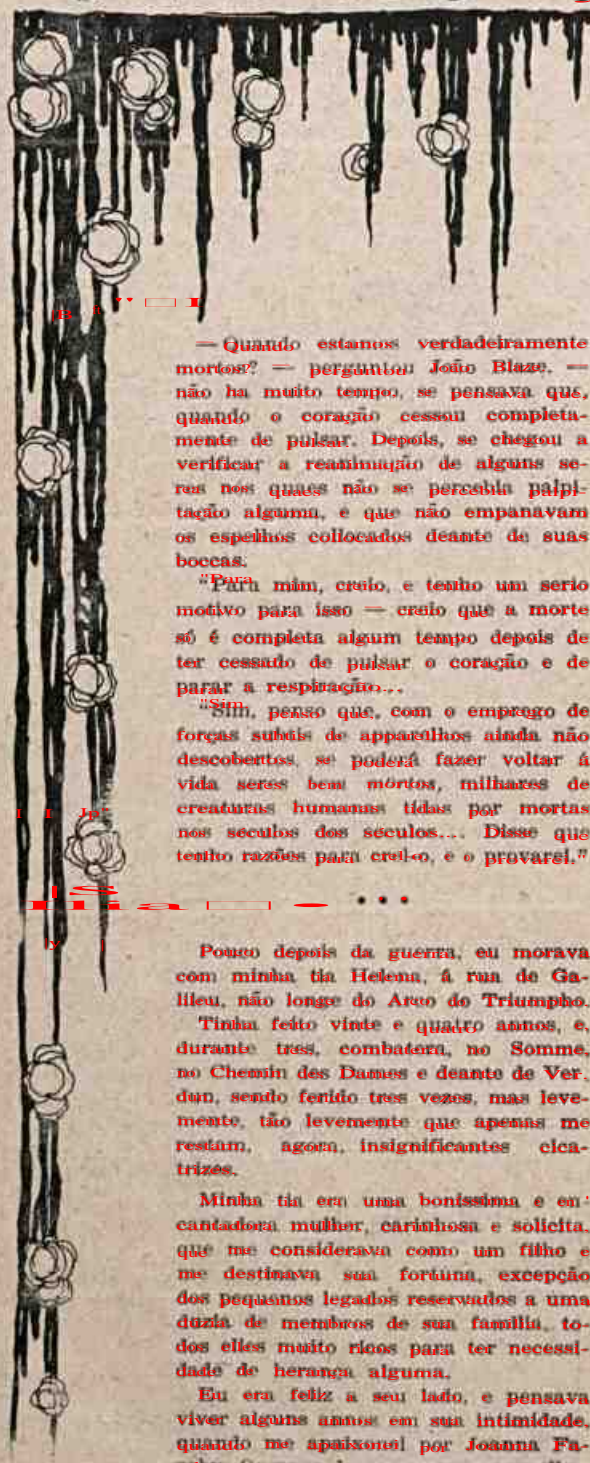 — Quando estamos verdadeiramente
mortos? — perguntou João Blaze. —
não ha muito tempo, se pensava que,
quando o coração cessou completa-
mente de pulsar. Depois, se chegou a
verificar a reanimação de alguns se-
res nos quaes não se percebia palpi-
tação alguma, e que não empanavam
os espelhos collocados deante de suas
boccas.
"Para mim, creio, e tenho um serio
motivo para isso — creio que a morte
só é completa algum tempo depois de
ter cessado de pulsar o coração e de
parar a respiração...
"Sim, penso que, com o emprego de
forças subtis de apparelhos ainda não
descobertos, se poderá fazer voltar á
vida seres bem mortos, milhares de
creaturas humanas tidas por mortas
nos seculos dos seculos... Disse que
tenho razões para crel-o, e o provarei."
• • •
Pouco depois da guerra, eu morava
com minha tia Helena, á rua de Ga-
lileu, não longe do Arco do Triumpho.
Tinha feito vinte e quatro annos, e,
durante tres, combatera, no Somme,
no Chemin des Dames e deante de Ver-
dun, sendo ferido tres vezes, mas leve-
mente, tão levemente que apenas me
restam, agora, insignificantes cica-
trizes.
Minha tia era uma bonissima e en-
cantadora mulher, carinhosa e solicita,
que me considerava como um filho e
me destinava sua fortuna, excepção
dos pequenos legados reservados a uma
duzia de membros de sua familia, to-
dos elles muito ricos para ter necessi-
dade de herança alguma.
Eu era feliz a seu lado, e pensava
viver alguns annos em sua intimidade,
quando me apaixonei por Joanna Fa-